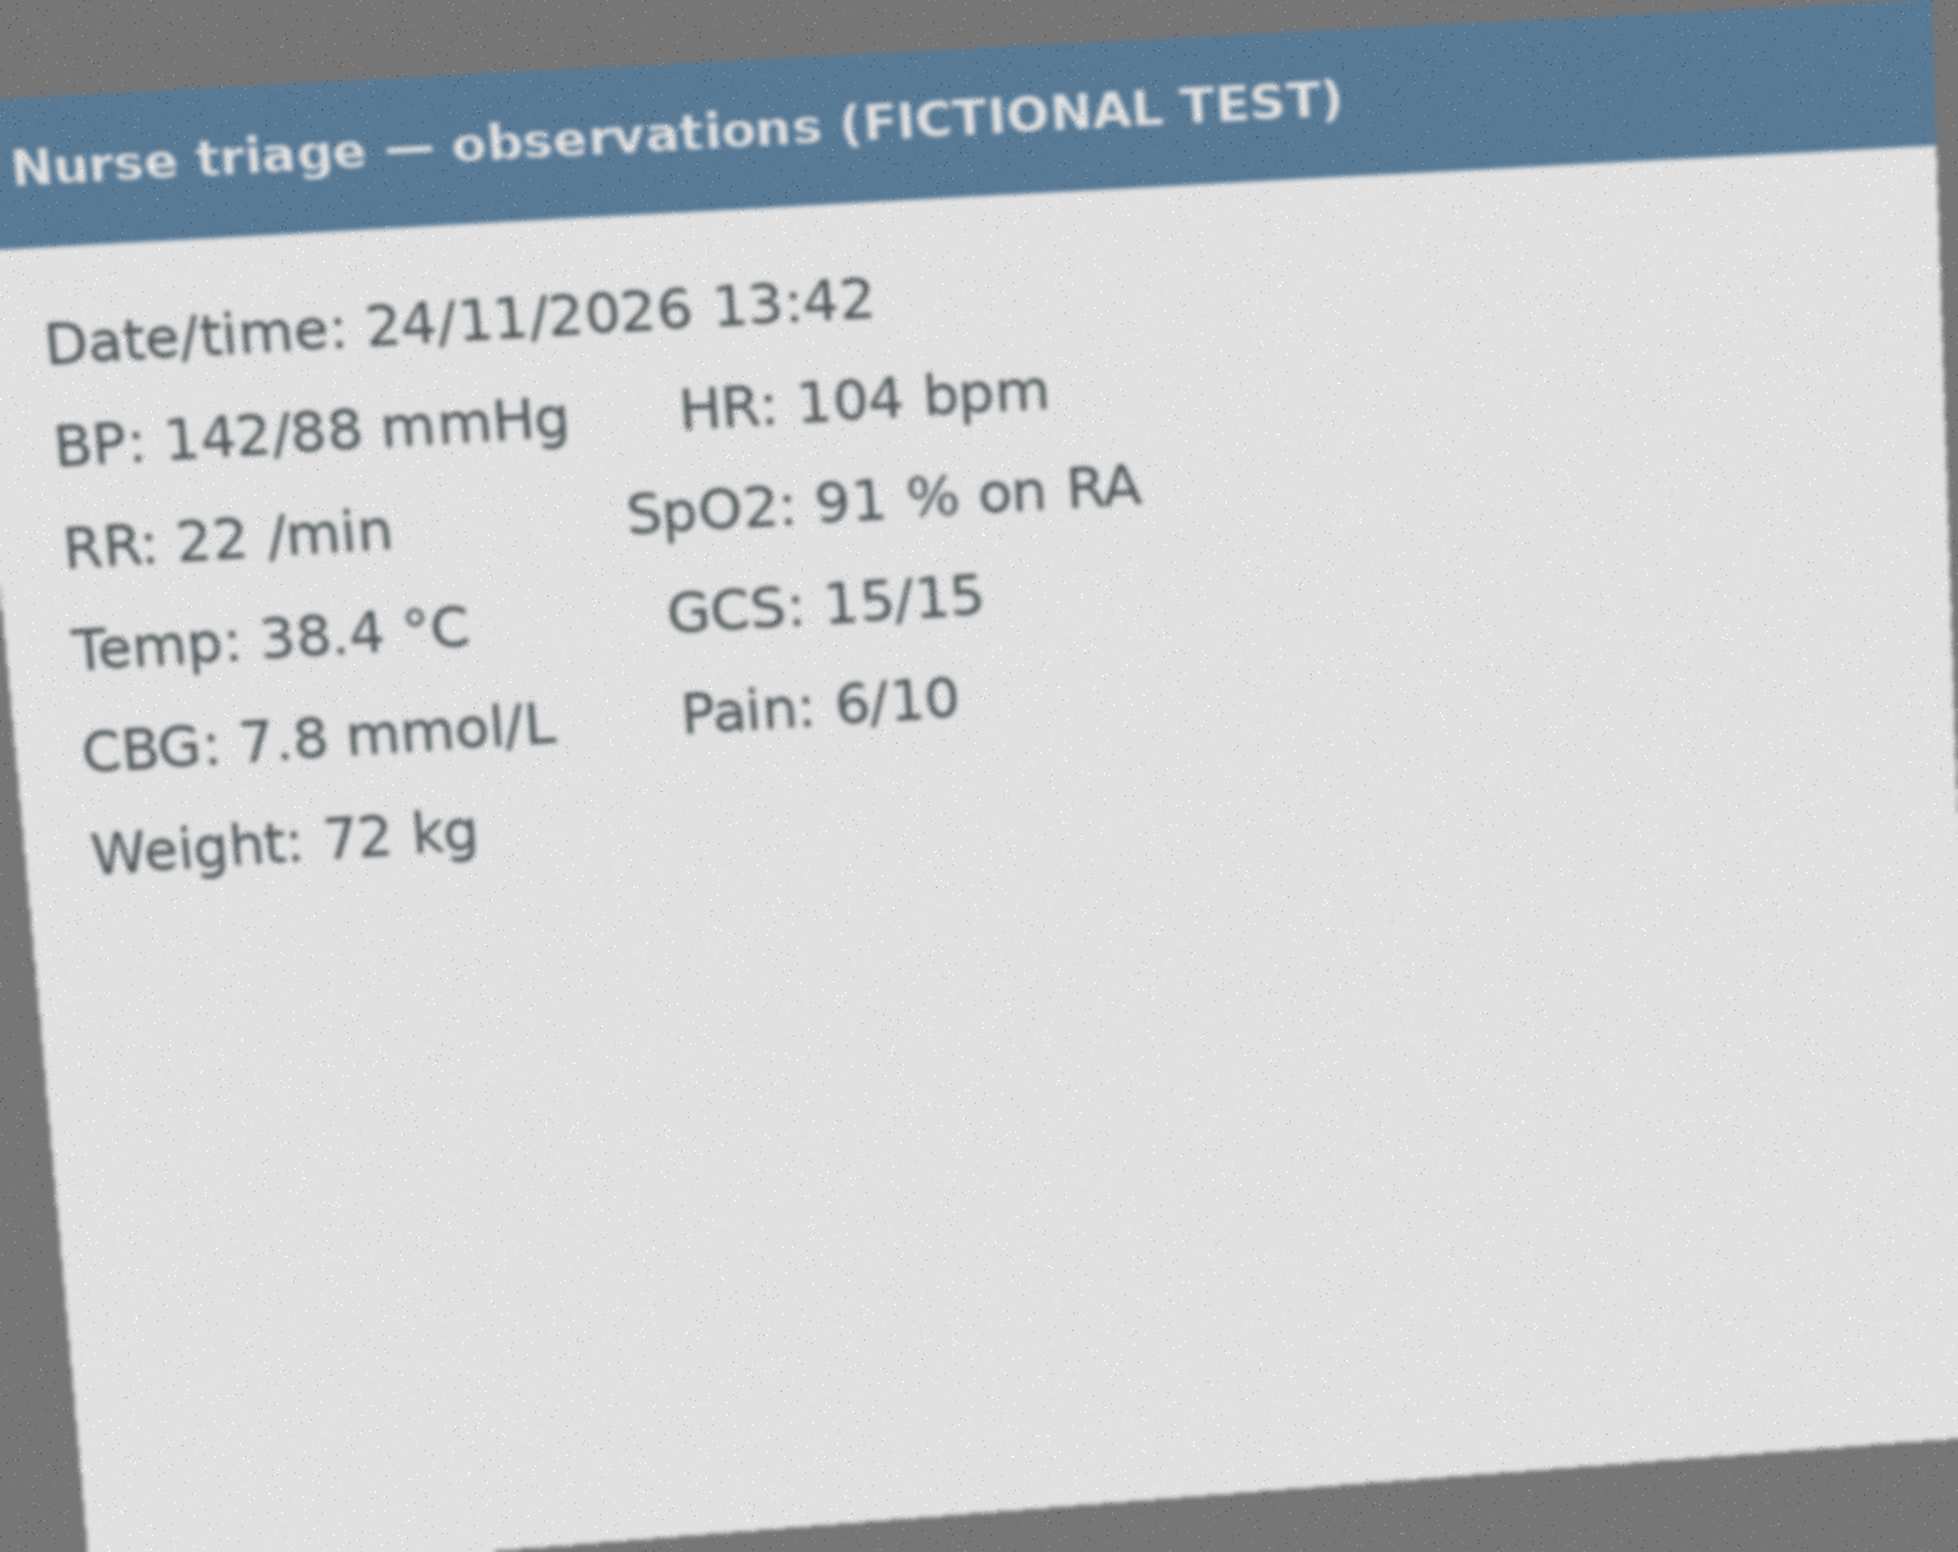 Nurse triage — observations (FICTIONAL TEST)
Date/time: 24/11/2026 13:42
BP: 142/88 mmHg HR: 104 bpm
RR: 22 /min SpO2: 91 % on RA
Temp: 38.4 °C GCS: 15/15
CBG: 7.8 mmol/L Pain: 6/10
Weight: 72 kg